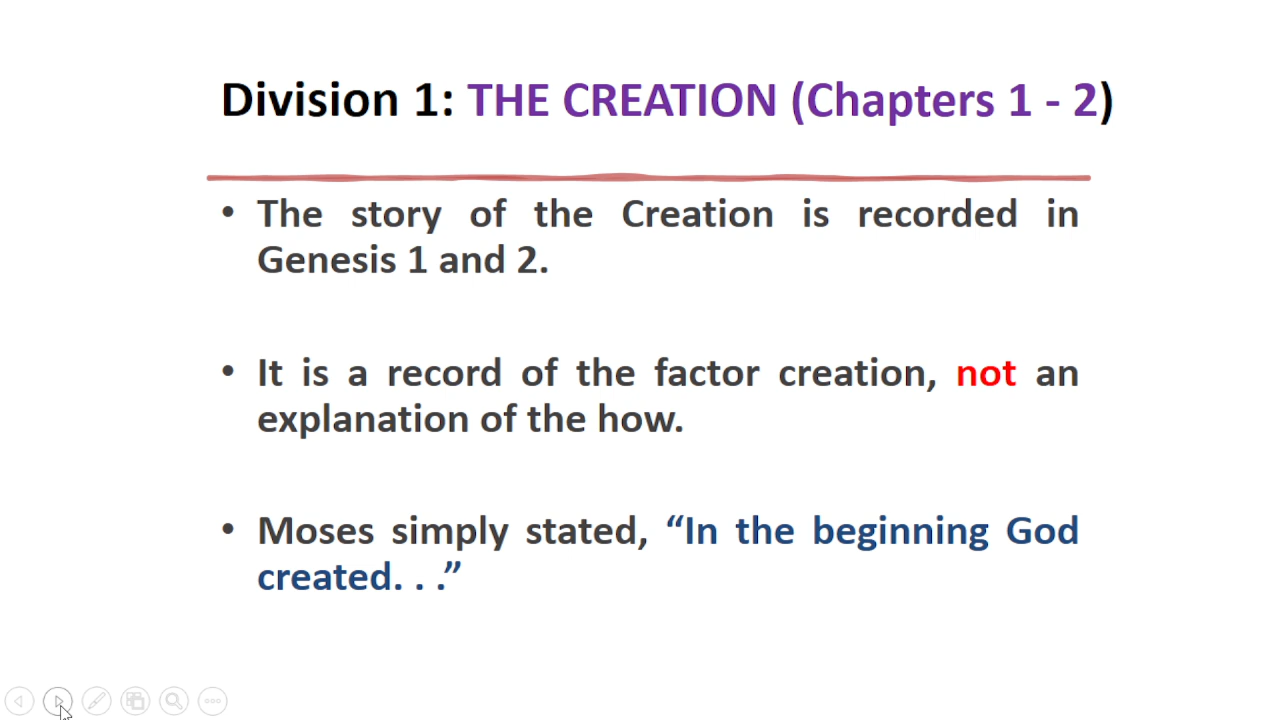 Division 1: THE CREATION (Chapters 1 - 2)
• The story of the Creation is recorded in
Genesis 1 and 2.
• It is a record of the factor creation, not an
explanation of the how.
• Moses simply stated, “In the beginning God
created. . .”